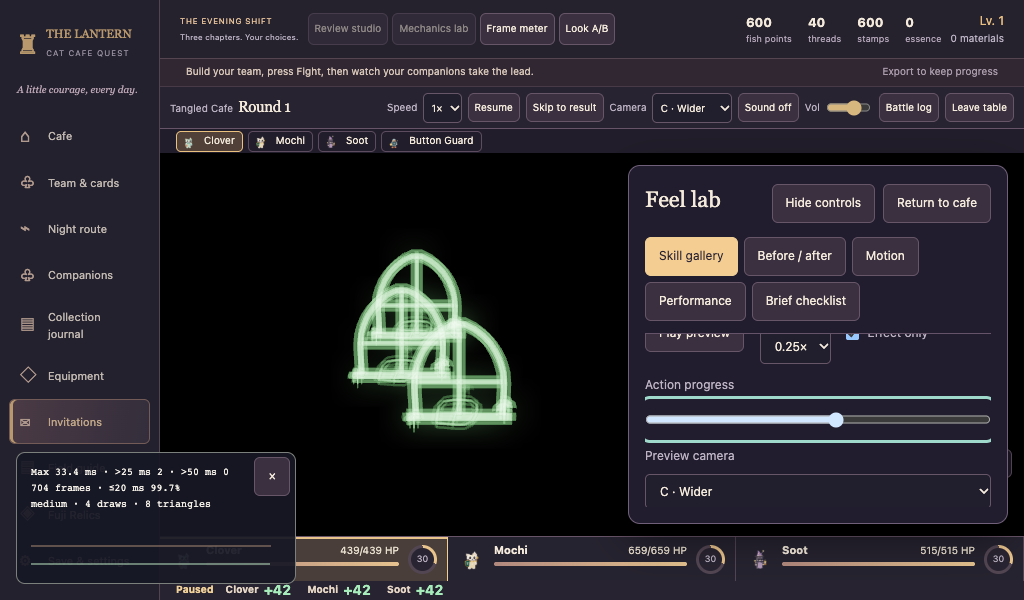 THE LANTERN
CAT CAFE QUEST
A little courage, every day.
Cafe
Team & cards
Night route
Companions
Collection
journal
Equipment
Invitations
THE EVENING SHIFT
Three chapters. Your choices.
Review studio
Mechanics lab
Frame meter
Look A/B
600
fish points
40
threads
600
stamps
0
essence
Lv. 1
0 materials
Build your team, press Fight, then watch your companions take the lead.
Export to keep progress
Tangled Cafe Round 1
Speed
1x
Resume
Skip to result
Camera
C · Wider
Sound off
Vol
Battle log
Leave table
Clover
Mochi
Soot
Button Guard
Feel lab
Hide controls
Return to cafe
Skill gallery
Before / after
Motion
Performance
Brief checklist
Play preview
0.25×
Effect only
Action progress
Preview camera
C · Wider
Max 33.4 ms · >25 ms 2 · >50 ms 0
704 frames · ≤20 ms 99.7%
medium · 4 draws · 8 triangles
×
Clover
439/439 HP
30
Mochi
659/659 HP
30
Soot
515/515 HP
30
Paused Clover +42 Mochi +42 Soot +42